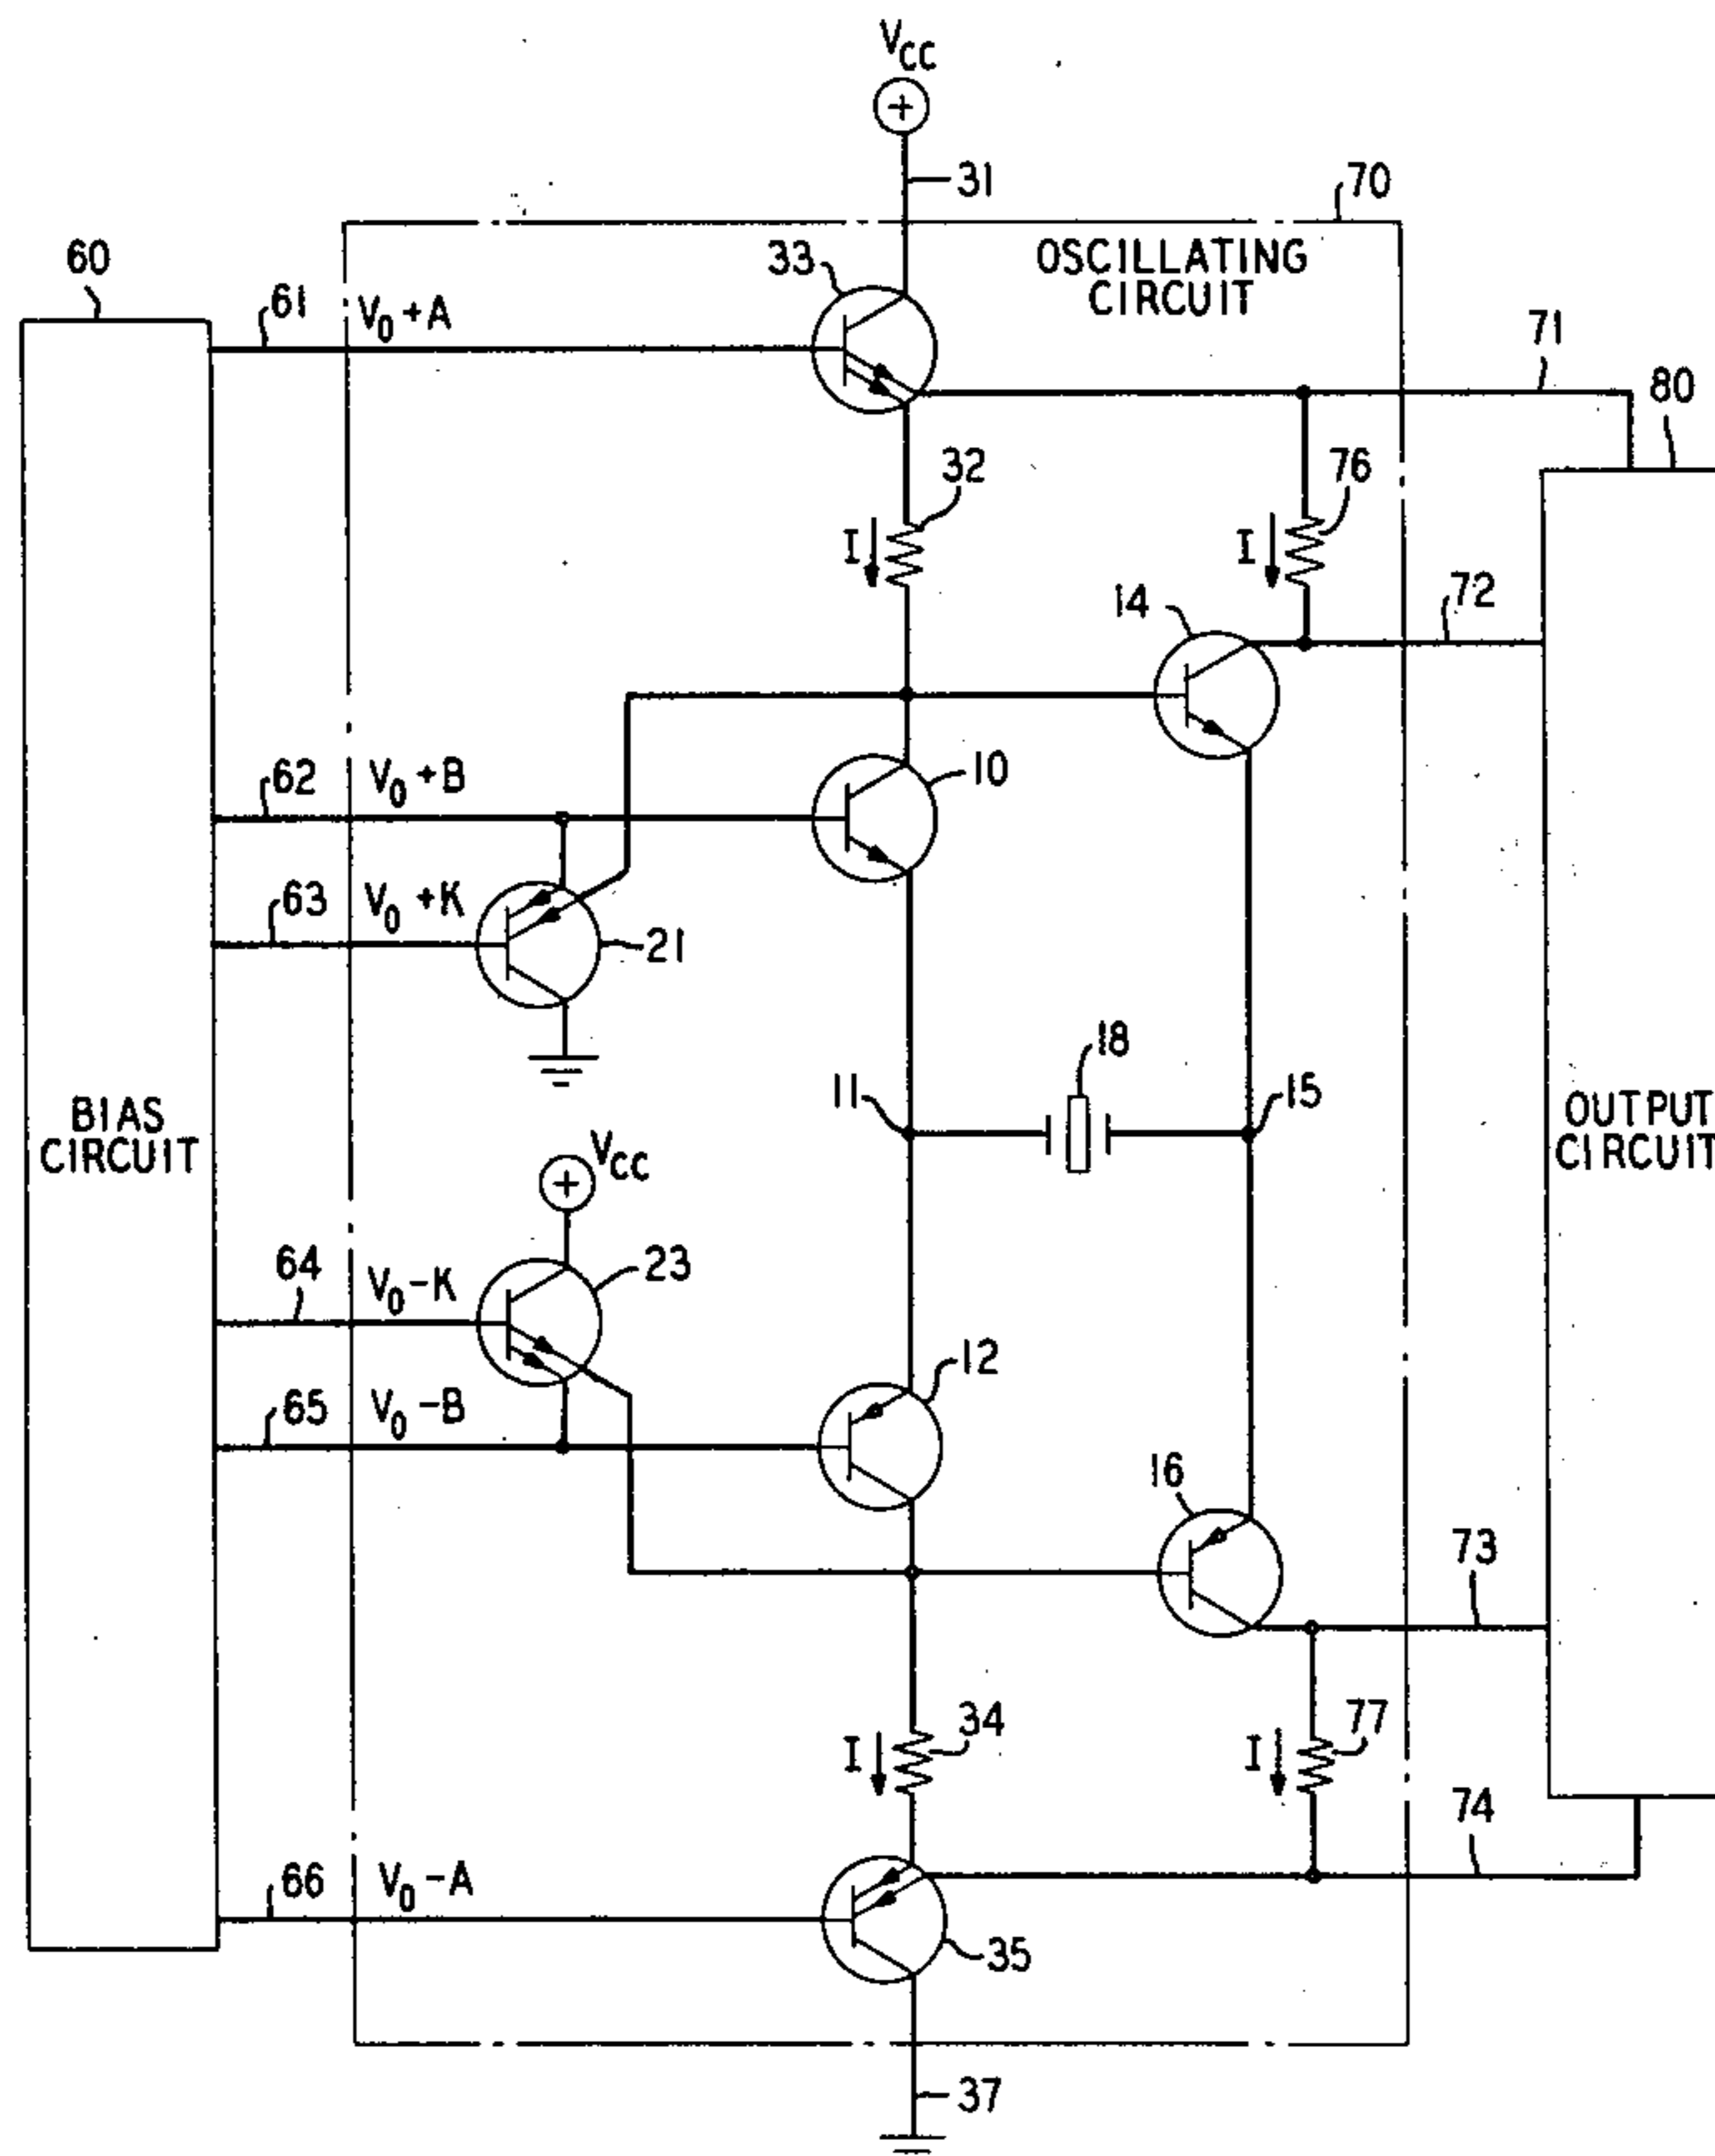 VCC
31
70
60
33
OSCILLATING
CIRCUIT
61
V0+A
71
80
32
76
I
I
14
72
62
V0+B
10
63
V0+K
21
18
11
15
BIAS
CIRCUIT
OUTPUT
CIRCUIT
VCC
64
V0-K
23
12
65
V0-B
16
73
34
77
I
I
74
66
V0-A
35
37